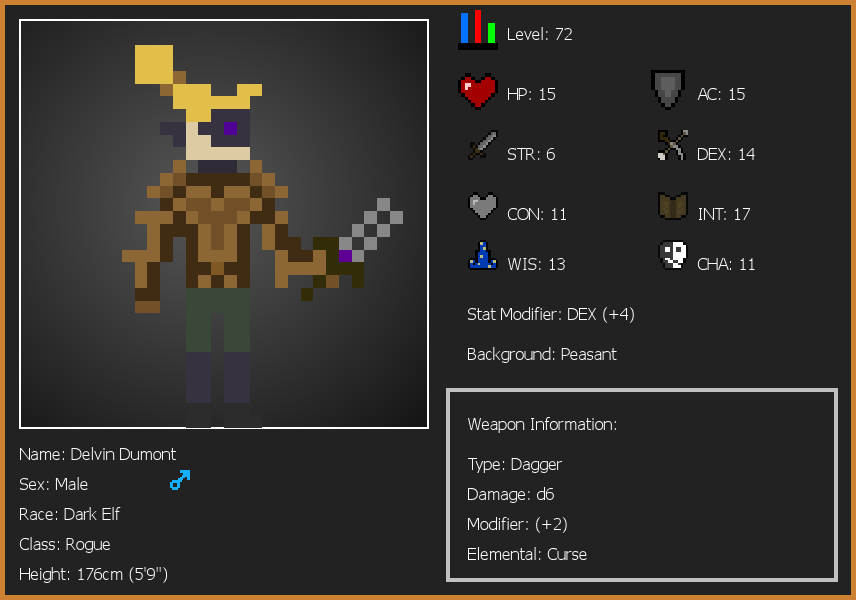 Level: 72
HP: 15
AC: 15
STR: 6
DEX: 14
CON: 11
INT: 17
WIS: 13
CHA: 11
Stat Modifier: DEX (+4)
Background: Peasant
Weapon Information:
Type: Dagger
Damage: d6
Modifier: (+2)
Elemental: Curse
Name: Delvin Dumont
Sex: Male
Race: Dark Elf
Class: Rogue
Height: 176cm (5'9")